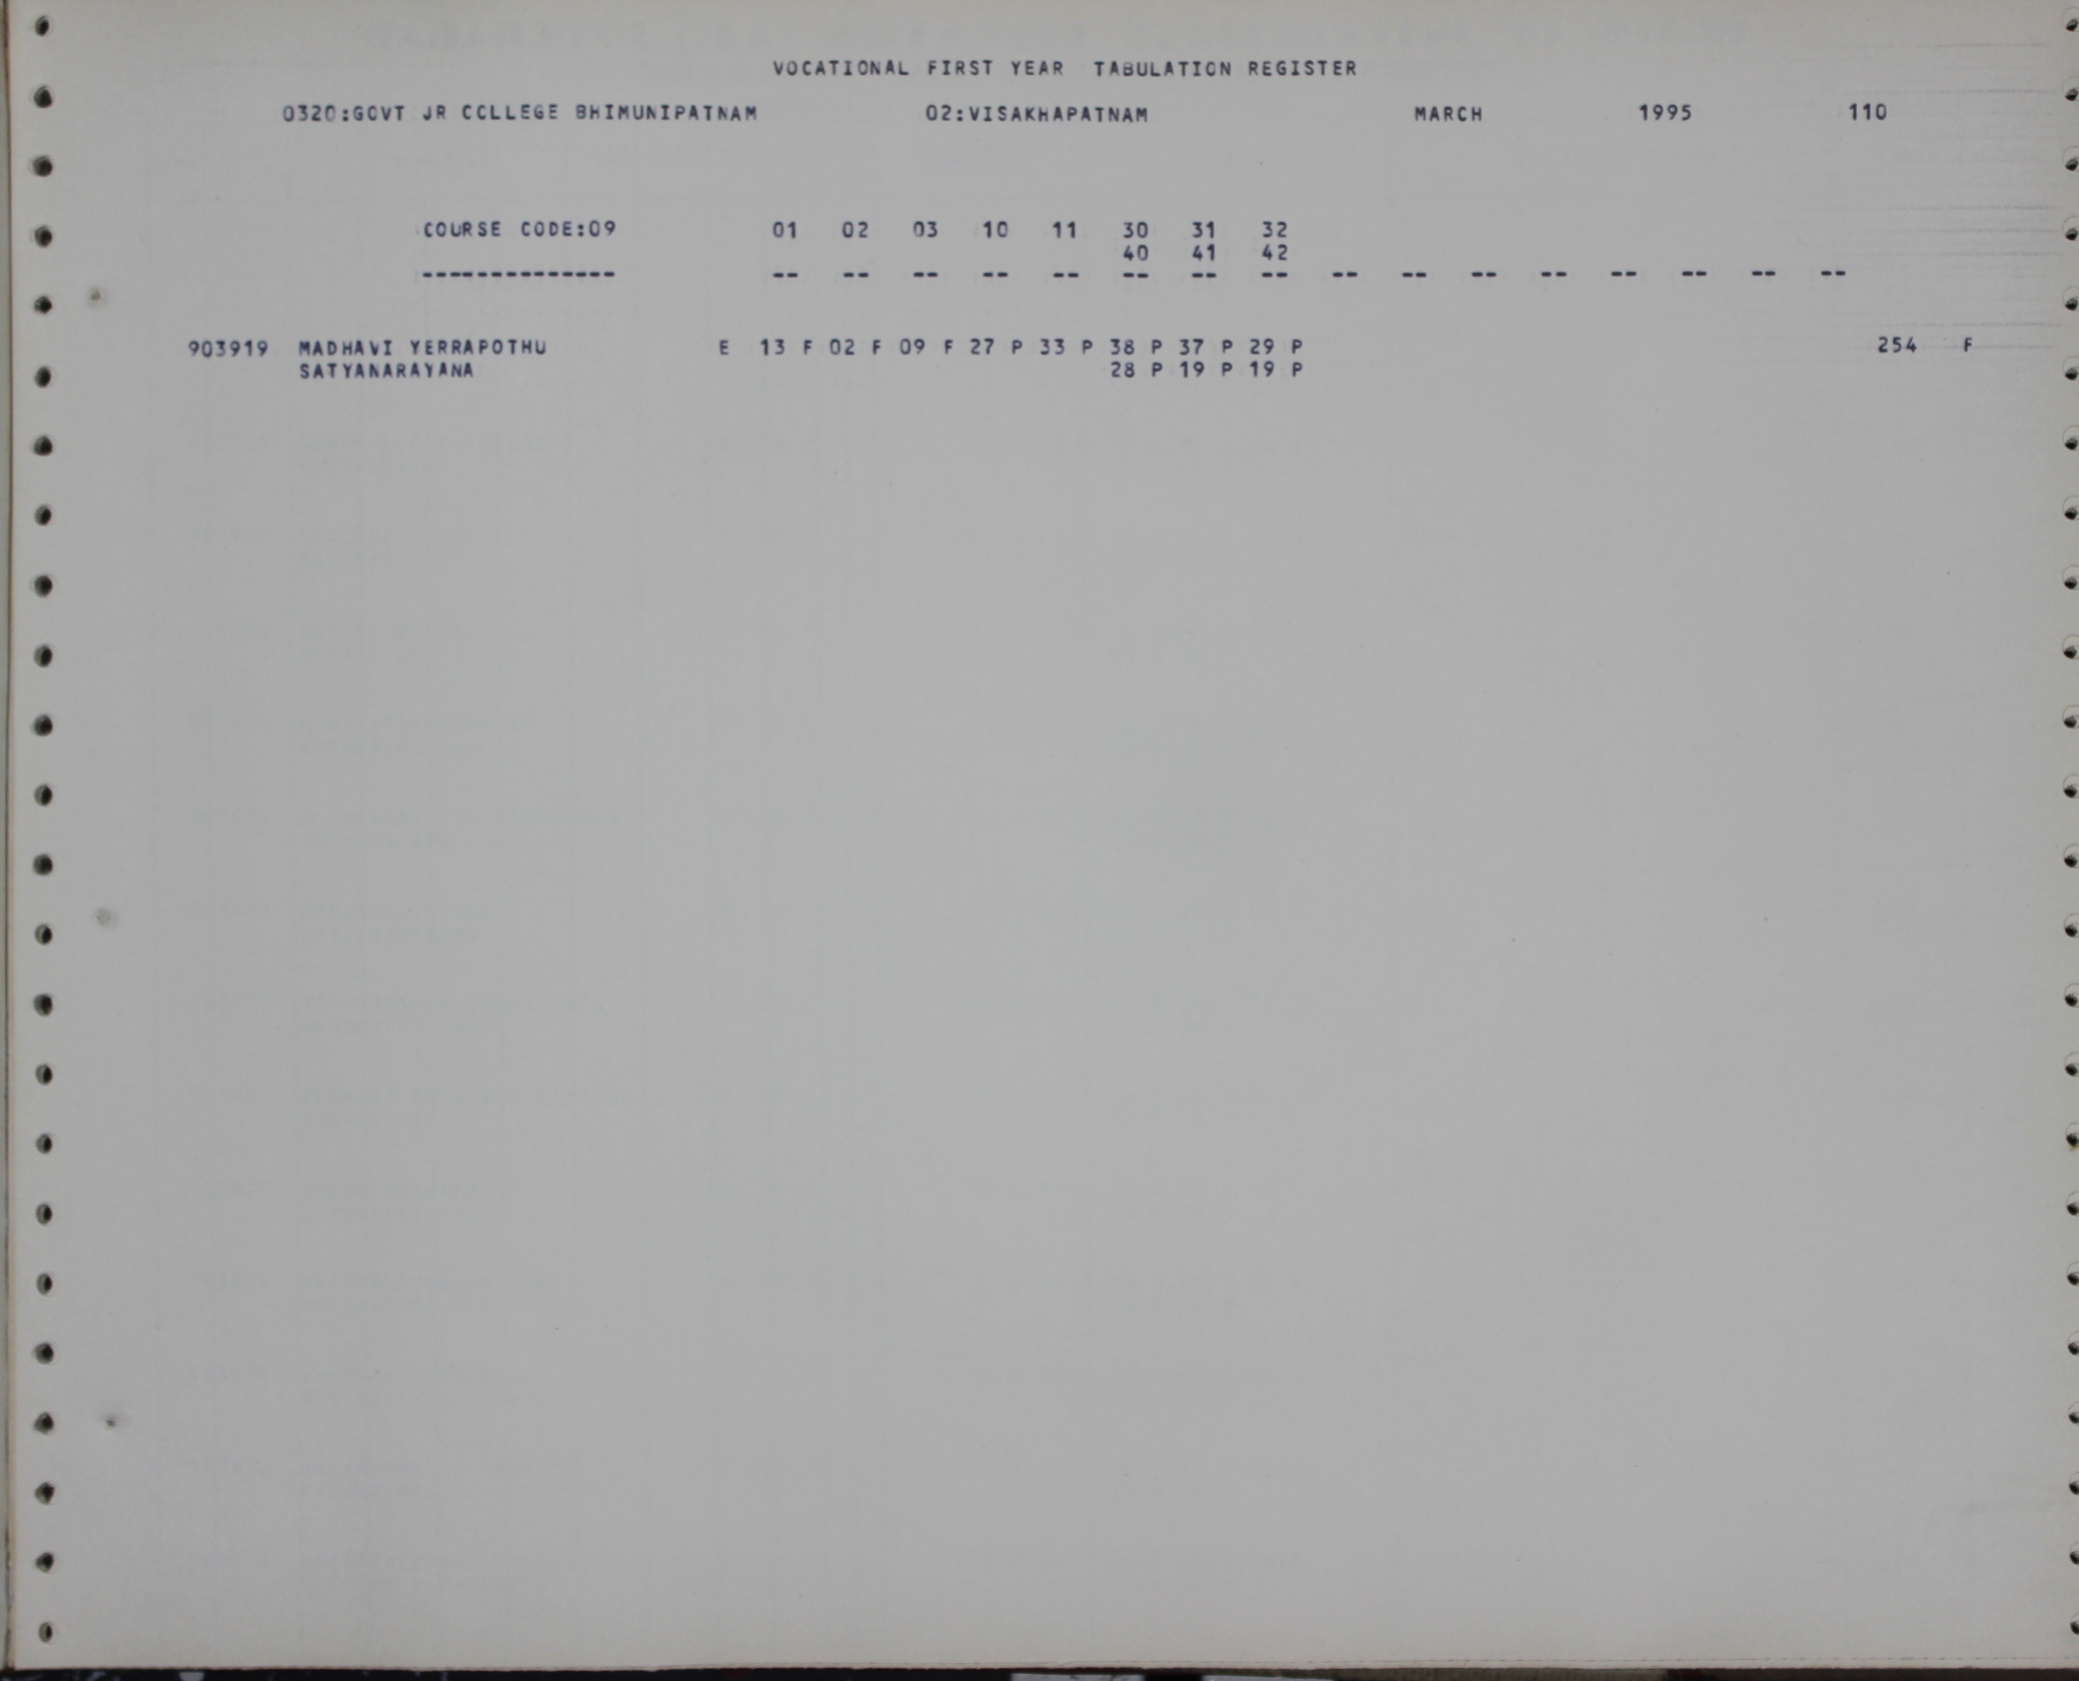 VOCATIONAL FIRST YEAR TABULATION REGISTER
0320:GOVT JR COLLEGE BHIMUNIPATNAM 02:VISAKHAPATNAM MARCH 1995 110
COURSE CODE:09 01 02 03 10 11 30 31 32
40 41 42
-------------- -- -- -- -- -- -- -- -- -- -- -- -- -- -- -- --
903919 MADHAVI YERRAPOTHU E 13 F 02 F 09 F 27 P 33 P 38 P 37 P 29 P 254 F
SATYANARAYANA 28 P 19 P 19 P